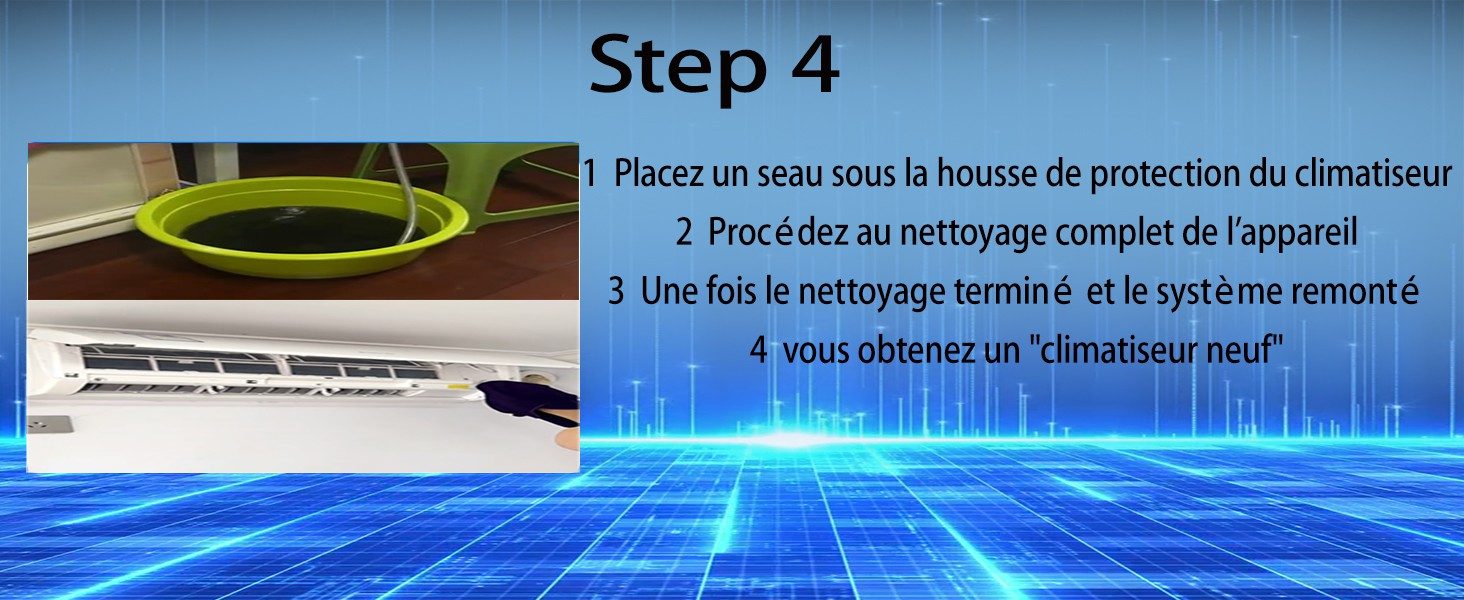 Step 4
1 Placez un seau sous la housse de protection du climatiseur
2 Procédez au nettoyage complet de l’appareil
3 Une fois le nettoyage terminé et le système remonté
4 vous obtenez un "climatiseur neuf"